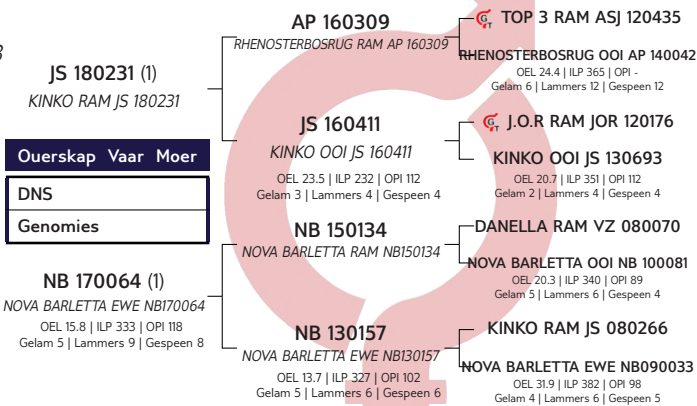 3
JS 180231 (1)
KINKO RAM JS 180231
Ouerskap Vaar Moer
DNS
Genomies
NB 170064 (1)
NOVA BARLETTA EWE NB170064
OEL 15.8 | ILP 333 | OPI 118
Gelam 5 | Lammers 9 | Gespeen 8
AP 160309
RHENOSTERBOSRUG RAM AP 160309
JS 160411
KINKO OOI JS 160411
OEL 23.5 | ILP 232 | OPI 112
Gelam 3 | Lammers 4 | Gespeen 4
NB 150134
NOVA BARLETTA RAM NB150134
NB 130157
NOVA BARLETTA EWE NB130157
OEL 13.7 | ILP 327 | OPI 102
Gelam 5 | Lammers 6 | Gespeen 6
GT TOP 3 RAM ASJ 120435
RHENOSTERBOSRUG OOI AP 140042
OEL 24.4 | ILP 365 | OPI -
Gelam 6 | Lammers 12 | Gespeen 12
GT J.O.R RAM JOR 120176
KINKO OOI JS 130693
OEL 20.7 | ILP 351 | OPI 112
Gelam 2 | Lammers 4 | Gespeen 4
DANELLA RAM VZ 080070
NOVA BARLETTA OOI NB 100081
OEL 20.3 | ILP 340 | OPI 89
Gelam 5 | Lammers 6 | Gespeen 4
KINKO RAM JS 080266
NOVA BARLETTA EWE NB090033
OEL 31.9 | ILP 382 | OPI 98
Gelam 4 | Lammers 6 | Gespeen 5